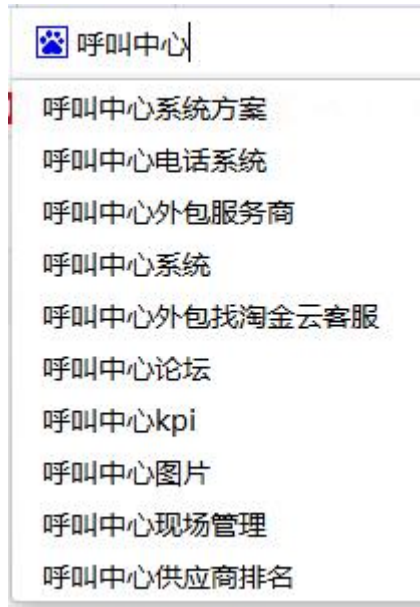 呼叫中心
呼叫中心系统方案
呼叫中心电话系统
呼叫中心外包服务商
呼叫中心系统
呼叫中心外包找淘金云客服
呼叫中心论坛
呼叫中心kpi
呼叫中心图片
呼叫中心现场管理
呼叫中心供应商排名